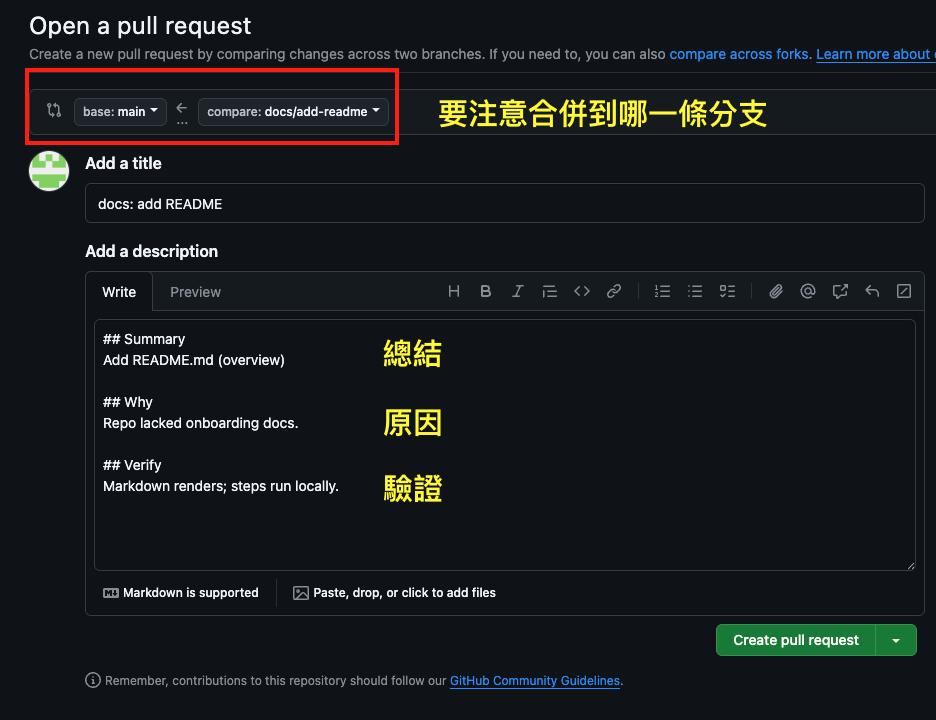 Open a pull request
Create a new pull request by comparing changes across two branches. If you need to, you can also compare across forks. Learn more about
base: main ← compare: docs/add-readme 要注意合併到哪一條分支
...
Add a title
docs: add README
Add a description
Write Preview
## Summary
Add README.md (overview) 總結
## Why
Repo lacked onboarding docs. 原因
## Verify
Markdown renders; steps run locally. 驗證
Markdown is supported Paste, drop, or click to add files
Create pull request
Remember, contributions to this repository should follow our GitHub Community Guidelines.